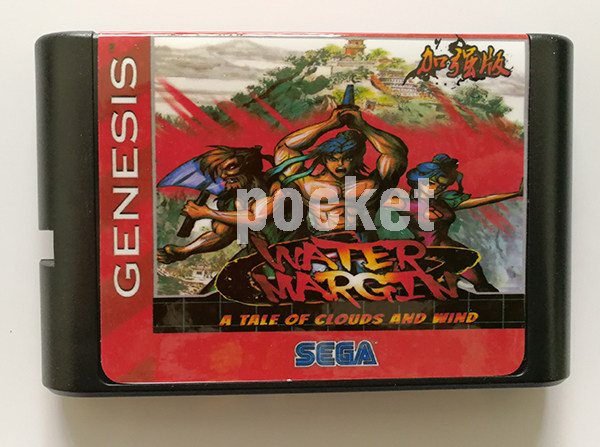 GENESIS
加强版
pocket
WATER
MARGIN
A TALE OF CLOUDS AND WIND
SEGA